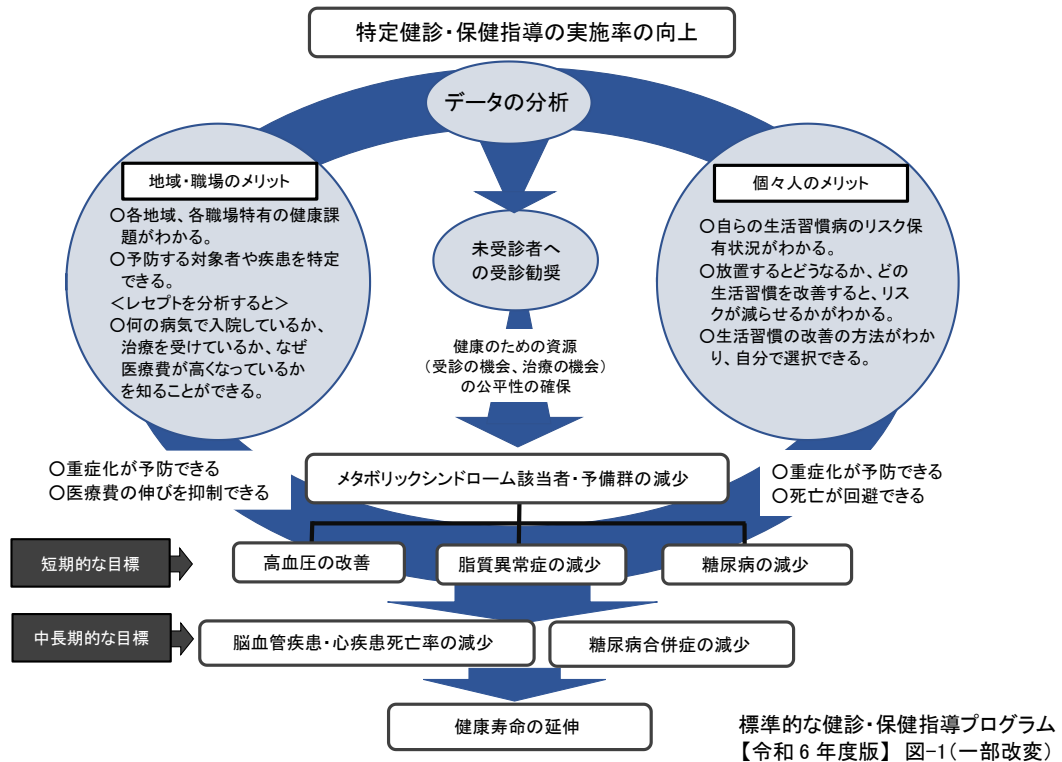 特定健診・保健指導の実施率の向上
データの分析
地域・職場のメリット
○各地域、各職場特有の健康課
題がわかる。
○予防する対象者や疾患を特定
できる。
<レセプトを分析すると>
○何の病気で入院しているか、
治療を受けているか、なぜ
医療費が高くなっているか
を知ることができる。
未受診者へ
の受診勧奨
健康のための資源
(受診の機会、治療の機会)
の公平性の確保
個々人のメリット
○自らの生活習慣病のリスク保
有状況がわかる。
○放置するとどうなるか、どの
生活習慣を改善すると、リス
クが減らせるかがわかる。
○生活習慣の改善の方法がわか
り、自分で選択できる。
○重症化が予防できる
○医療費の伸びを抑制できる
メタボリックシンドローム該当者・予備群の減少
○重症化が予防できる
○死亡が回避できる
短期的な目標
高血圧の改善
脂質異常症の減少
糖尿病の減少
中長期的な目標
脳血管疾患・心疾患死亡率の減少
糖尿病合併症の減少
健康寿命の延伸
標準的な健診・保健指導プログラム
【令和6年度版】 図-1(一部改変)